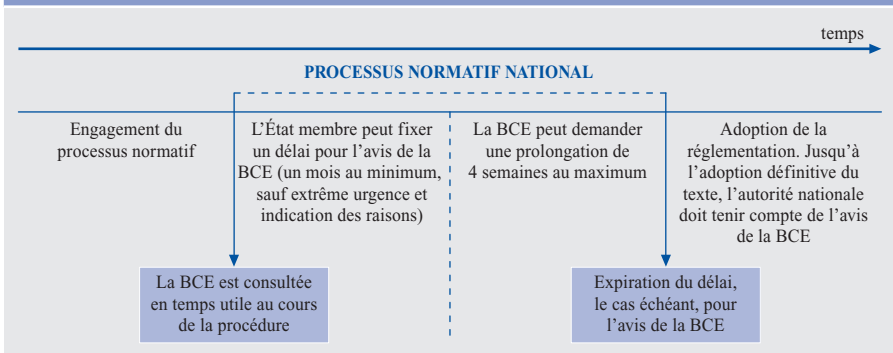 temps
PROCESSUS NORMATIF NATIONAL
Engagement du
processus normatif
L’État membre peut fixer
un délai pour l’avis de la
BCE (un mois au minimum,
sauf extrême urgence et
indication des raisons)
La BCE peut demander
une prolongation de
4 semaines au maximum
Adoption de la
réglementation. Jusqu’à
l’adoption définitive du
texte, l’autorité nationale
doit tenir compte de l’avis
de la BCE
La BCE est consultée
en temps utile au cours
de la procédure
Expiration du délai,
le cas échéant, pour
l’avis de la BCE